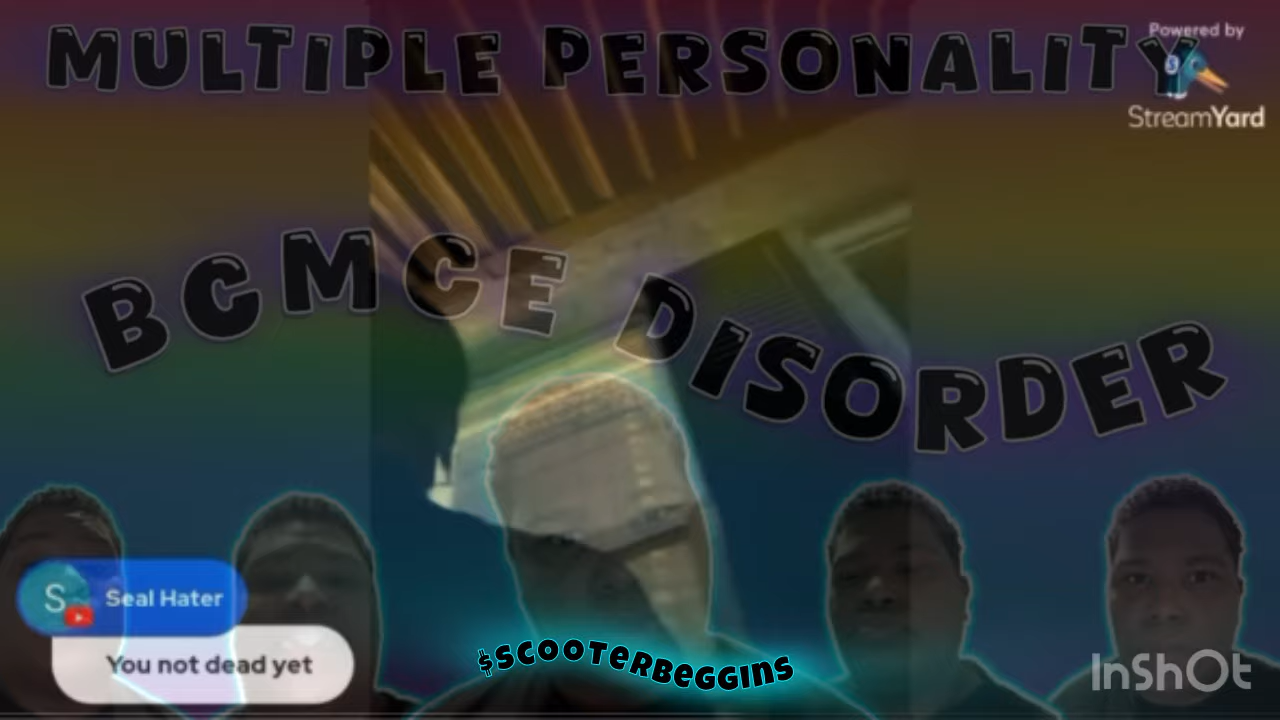 Powered by
MULTIPLE PERSONALITY
StreamYard
BCMCE DISORDER
S Seal Hater
You not dead yet
$SCOOTERBEGGINS
InShOt